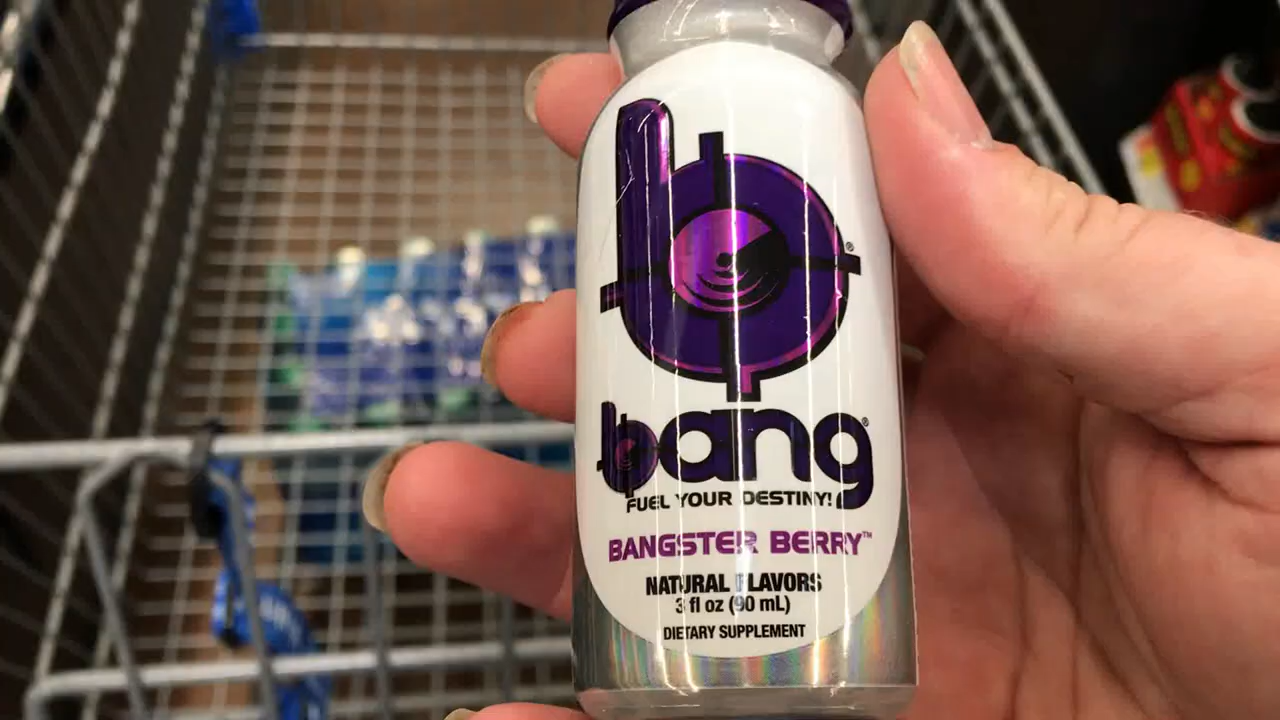 b®
bang®
FUEL YOUR DESTINY!
BANGSTER BERRY™
NATURAL FLAVORS
3 fl oz (90 mL)
DIETARY SUPPLEMENT